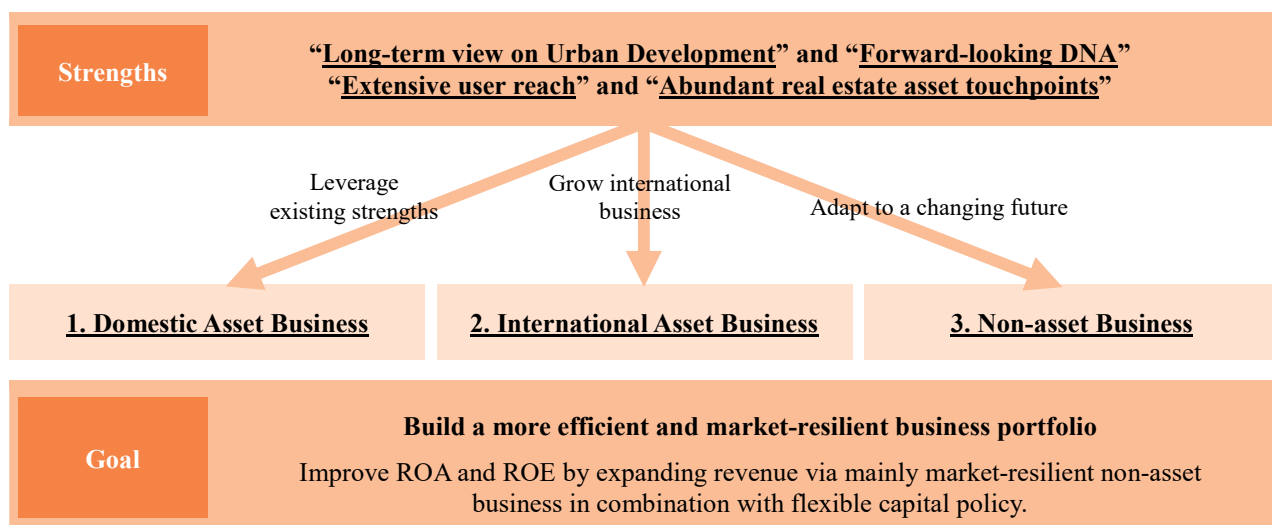 Strengths
“Long-term view on Urban Development” and “Forward-looking DNA”
“Extensive user reach” and “Abundant real estate asset touchpoints”
Leverage
existing strengths
Grow international
business
Adapt to a changing future
1. Domestic Asset Business
2. International Asset Business
3. Non-asset Business
Goal
Build a more efficient and market-resilient business portfolio
Improve ROA and ROE by expanding revenue via mainly market-resilient non-asset
business in combination with flexible capital policy.